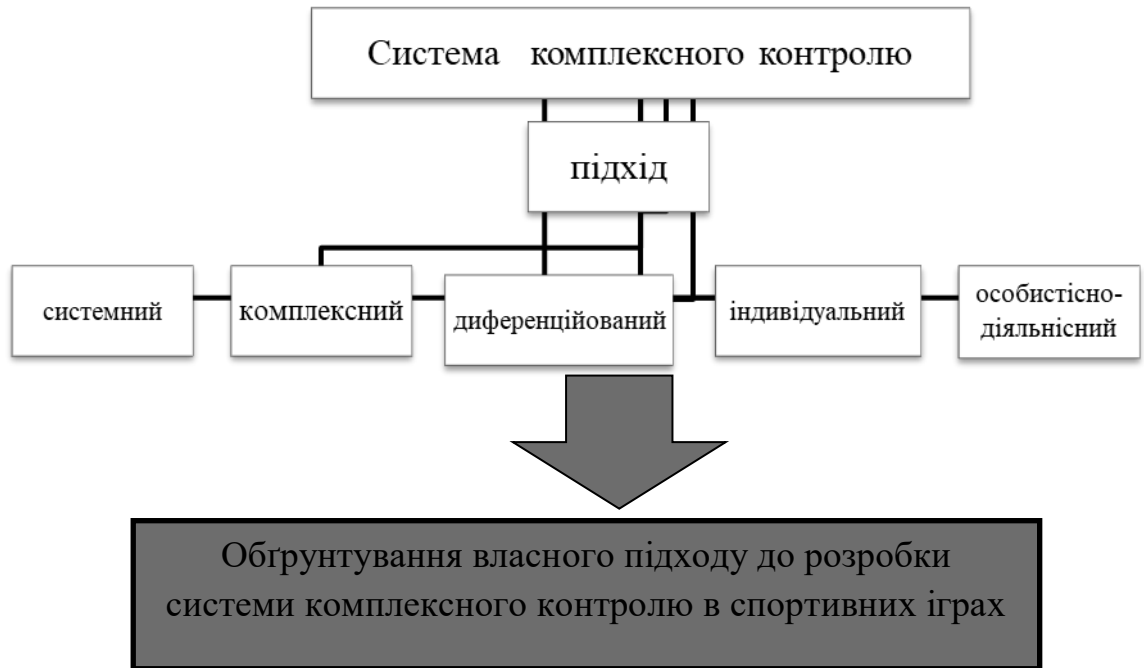 Система комплексного контролю
підхід
системний
комплексний
диференційований
індивідуальний
особистісно-
діяльнісний
Обґрунтування власного підходу до розробки
системи комплексного контролю в спортивних іграх